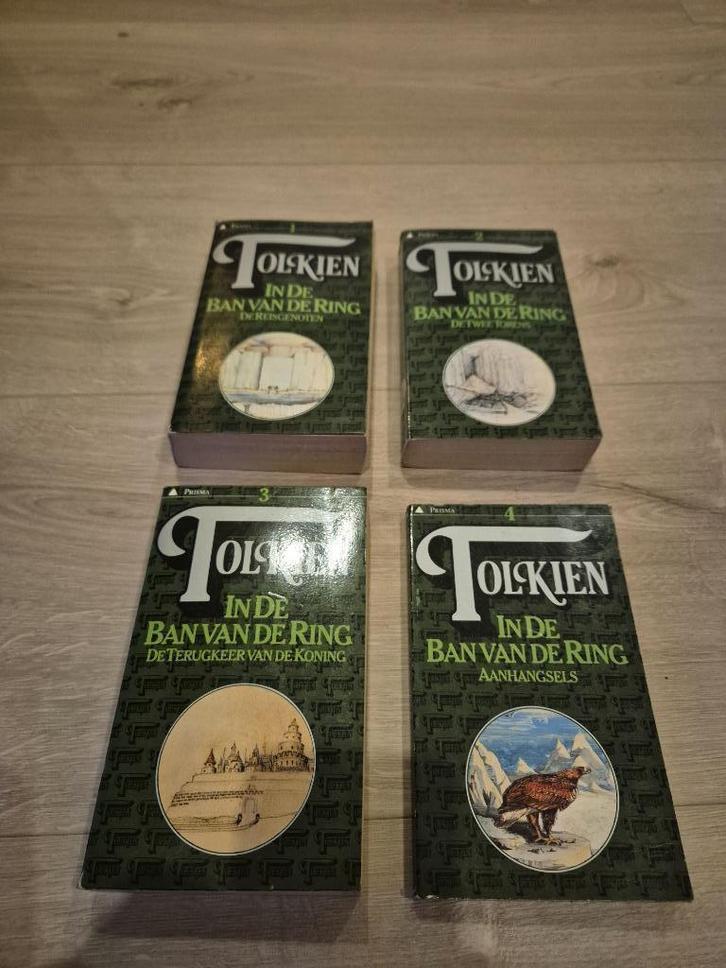 PRISMA
1
TOLKIEN
IN DE
BAN VAN DE RING
DE REISGENOTEN
PRISMA
2
TOLKIEN
IN DE
BAN VAN DE RING
DE TWEE TORENS
PRISMA
3
TOLKIEN
IN DE
BAN VAN DE RING
DE TERUGKEER VAN DE KONING
PRISMA
4
TOLKIEN
IN DE
BAN VAN DE RING
AANHANGSELS